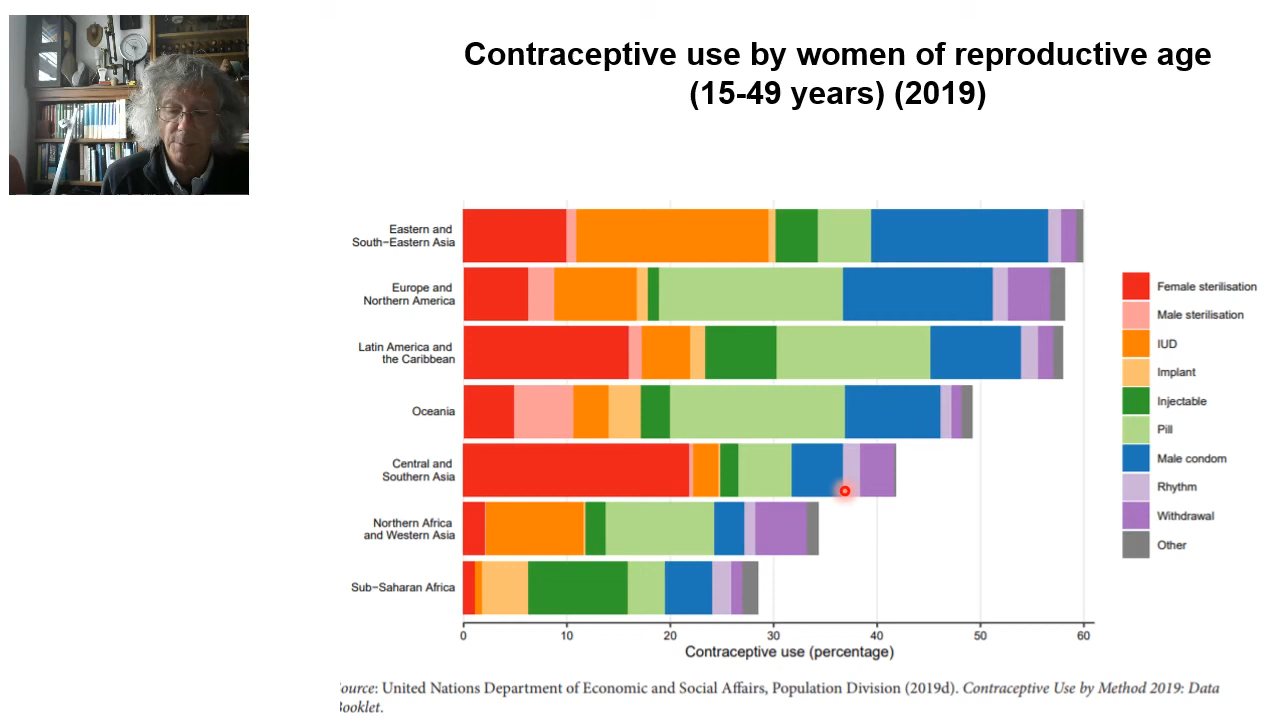 Contraceptive use by women of reproductive age
(15-49 years) (2019)
Eastern and
South−Eastern Asia
Europe and
Northern America
Latin America and
the Caribbean
Oceania
Central and
Southern Asia
Northern Africa
and Western Asia
Sub−Saharan Africa
0 10 20 30 40 50 60
Contraceptive use (percentage)
Female sterilisation
Male sterilisation
IUD
Implant
Injectable
Pill
Male condom
Rhythm
Withdrawal
Other
ource: United Nations Department of Economic and Social Affairs, Population Division (2019d). Contraceptive Use by Method 2019: Data
Booklet.